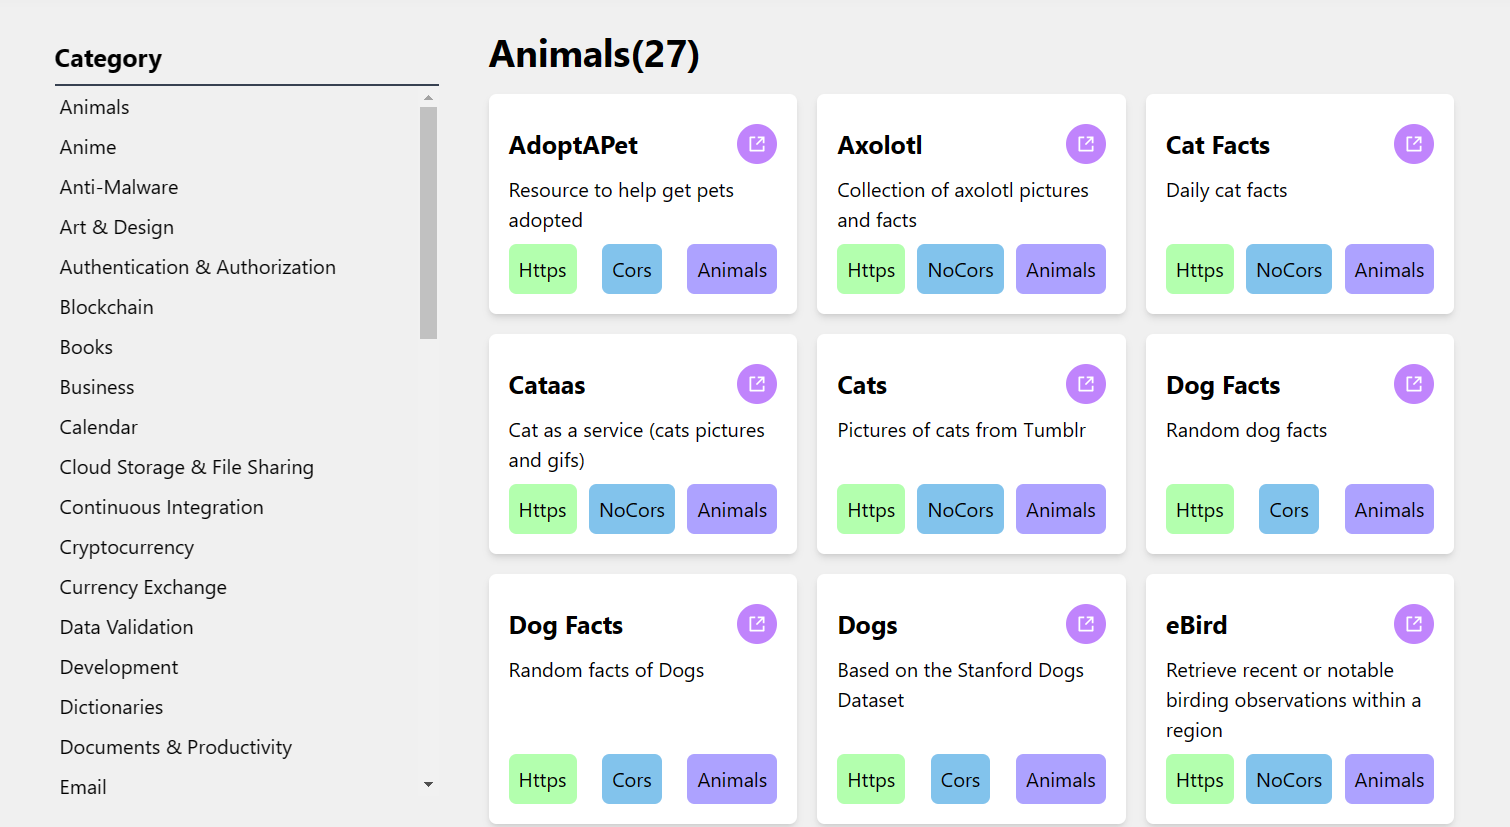 Category
Animals
Anime
Anti-Malware
Art & Design
Authentication & Authorization
Blockchain
Books
Business
Calendar
Cloud Storage & File Sharing
Continuous Integration
Cryptocurrency
Currency Exchange
Data Validation
Development
Dictionaries
Documents & Productivity
Email
Animals(27)
AdoptAPet
Resource to help get pets
adopted
Https Cors Animals
Axolotl
Collection of axolotl pictures
and facts
Https NoCors Animals
Cat Facts
Daily cat facts
Https NoCors Animals
Cataas
Cat as a service (cats pictures
and gifs)
Https NoCors Animals
Cats
Pictures of cats from Tumblr
Https NoCors Animals
Dog Facts
Random dog facts
Https Cors Animals
Dog Facts
Random facts of Dogs
Https Cors Animals
Dogs
Based on the Stanford Dogs
Dataset
Https Cors Animals
eBird
Retrieve recent or notable
birding observations within a
region
Https NoCors Animals